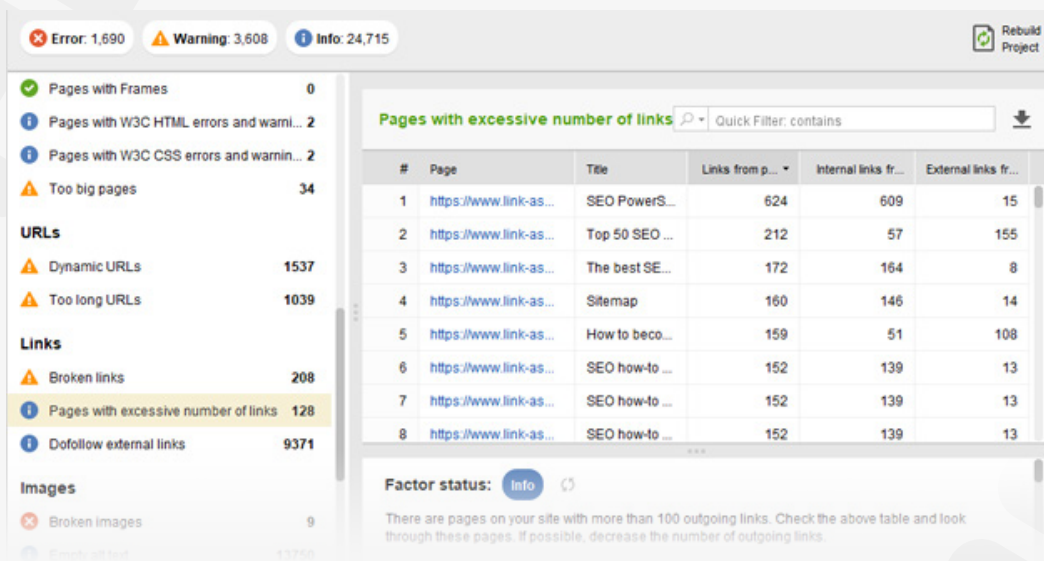 Error: 1,690 Warning: 3,608 Info: 24,715
Rebuild
Project
Pages with Frames 0
Pages with W3C HTML errors and warni... 2
Pages with W3C CSS errors and warnin... 2
Too big pages 34
URLs
Dynamic URLs 1537
Too long URLs 1039
Links
Broken links 208
Pages with excessive number of links 128
Dofollow external links 9371
Images
Broken images 9
Empty alt text 13750
Pages with excessive number of links Quick Filter: contains
# Page Title Links from p... Internal links fr... External links fr...
1 https://www.link-as... SEO PowerS... 624 609 15
2 https://www.link-as... Top 50 SEO ... 212 57 155
3 https://www.link-as... The best SE... 172 164 8
4 https://www.link-as... Sitemap 160 146 14
5 https://www.link-as... How to beco... 159 51 108
6 https://www.link-as... SEO how-to ... 152 139 13
7 https://www.link-as... SEO how-to ... 152 139 13
8 https://www.link-as... SEO how-to ... 152 139 13
Factor status: Info
There are pages on your site with more than 100 outgoing links. Check the above table and look
through these pages. If possible, decrease the number of outgoing links.